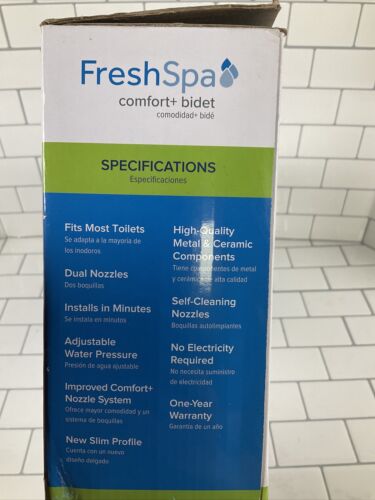 FreshSpa
comfort+ bidet
comodidad+ bidé
SPECIFICATIONS
Especificaciones
Fits Most Toilets
Se adapta a la mayoría de
los inodoros
Dual Nozzles
Dos boquillas
Installs in Minutes
Se instala en minutos
Adjustable
Water Pressure
Presión de agua ajustable
Improved Comfort+
Nozzle System
Ofrece mayor comodidad y un
sistema de boquillas
New Slim Profile
Cuenta con un nuevo
diseño delgado
High-Quality
Metal & Ceramic
Components
Tiene componentes de metal
y cerámica de alta calidad
Self-Cleaning
Nozzles
Boquillas autolimpiantes
No Electricity
Required
No necesita suministro
de electricidad
One-Year
Warranty
Garantía de un año